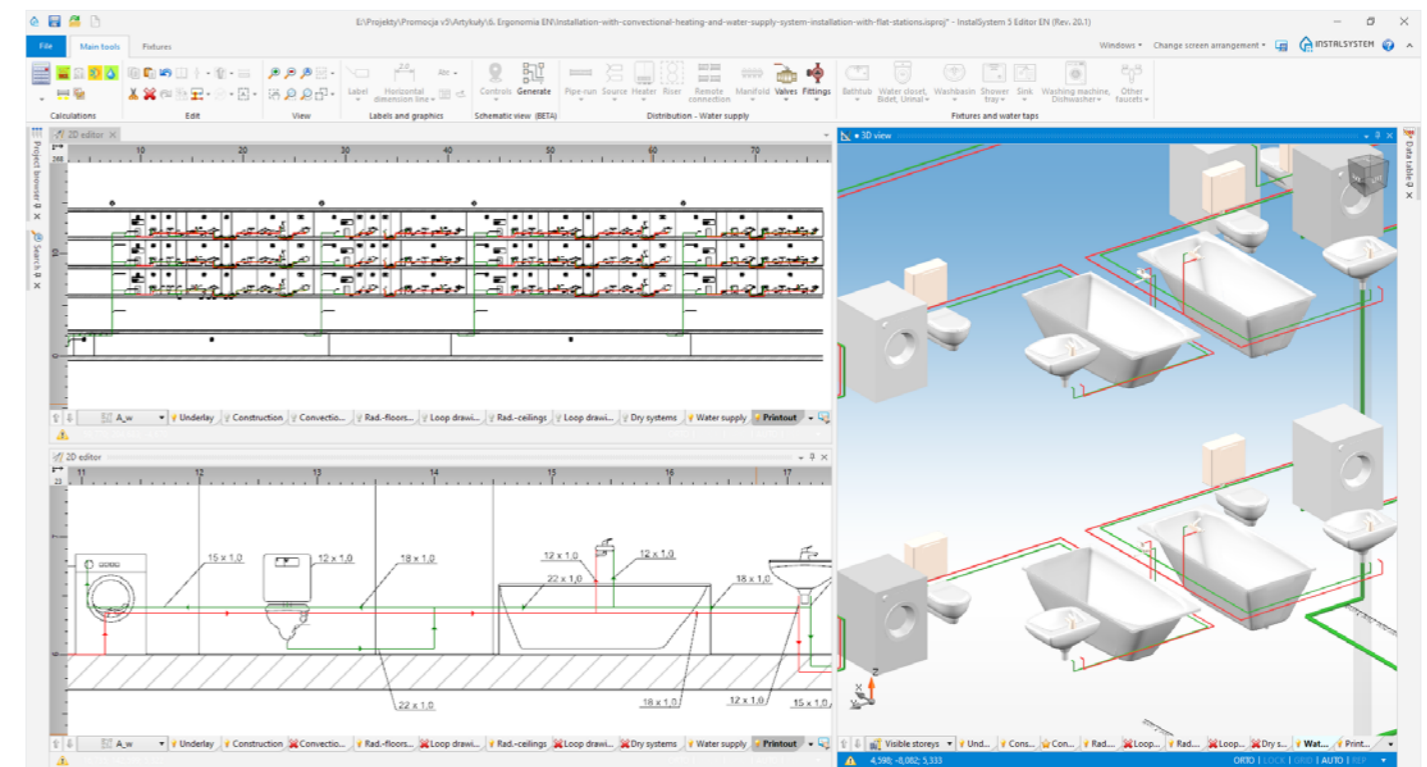 E:\Projekty\Promocja v5\Artykuły\6. Ergonomia EN\Installation-with-convectional-heating-and-water-supply-system-installation-with-flat-stations.isproj* - InstalSystem 5 Editor EN (Rev. 20.1)
File Main tools Fixtures Windows Change screen arrangement INSTALSYSTEM
2.0 Abc
Label Horizontal dimension line Controls Generate Pipe-run Source Heater Riser Remote connection Manifold Valves Fittings Bathtub Water closet, Bidet, Urinal Washbasin Shower tray Sink Washing machine, Dishwasher Other faucets
Calculations Edit View Labels and graphics Schematic view (BETA) Distribution - Water supply Fixtures and water taps
Project browser
Search
2D editor
10 20 30 40 50 60 70
10
0
A_w Underlay Construction Convectio... Rad.-floors... Loop drawi... Rad.-ceilings Loop drawi... Dry systems Water supply Printout
2D editor
11 12 13 14 15 16 17
23
7
6
15 x 1,0 12 x 1,0 18 x 1,0 12 x 1,0 12 x 1,0
22 x 1,0 18 x 1,0
22 x 1,0 18 x 1,0 12 x 1,0 15 x 1,0
A_w Underlay Construction Convectio... Rad.-floors... Loop drawi... Rad.-ceilings Loop drawi... Dry systems Water supply Printout
3D view
Data table
Z
X
Y
Visible storeys Und... Cons... Con... Rad... Loop... Rad... Loop... Dry s... Wat... Print...
4,598; -8,082; 5,333 ORTO | LOCK | GRID | AUTO | REP